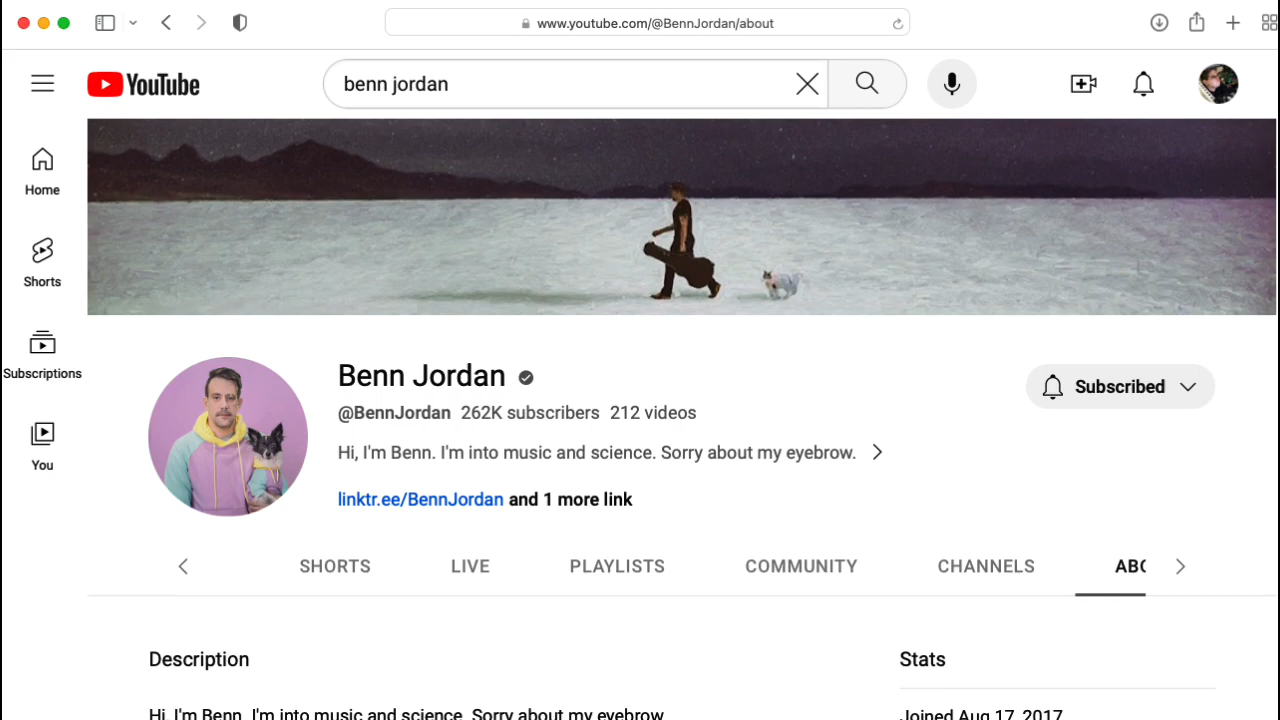 www.youtube.com/@BennJordan/about
YouTube
benn jordan
Home
Shorts
Subscriptions
You
Benn Jordan
@BennJordan 262K subscribers 212 videos
Subscribed
Hi, I'm Benn. I'm into music and science. Sorry about my eyebrow.
linktr.ee/BennJordan and 1 more link
SHORTS LIVE PLAYLISTS COMMUNITY CHANNELS ABO
Description
Stats
Hi, I'm Benn. I'm into music and science. Sorry about my eyebrow.
Joined Aug 17, 2017